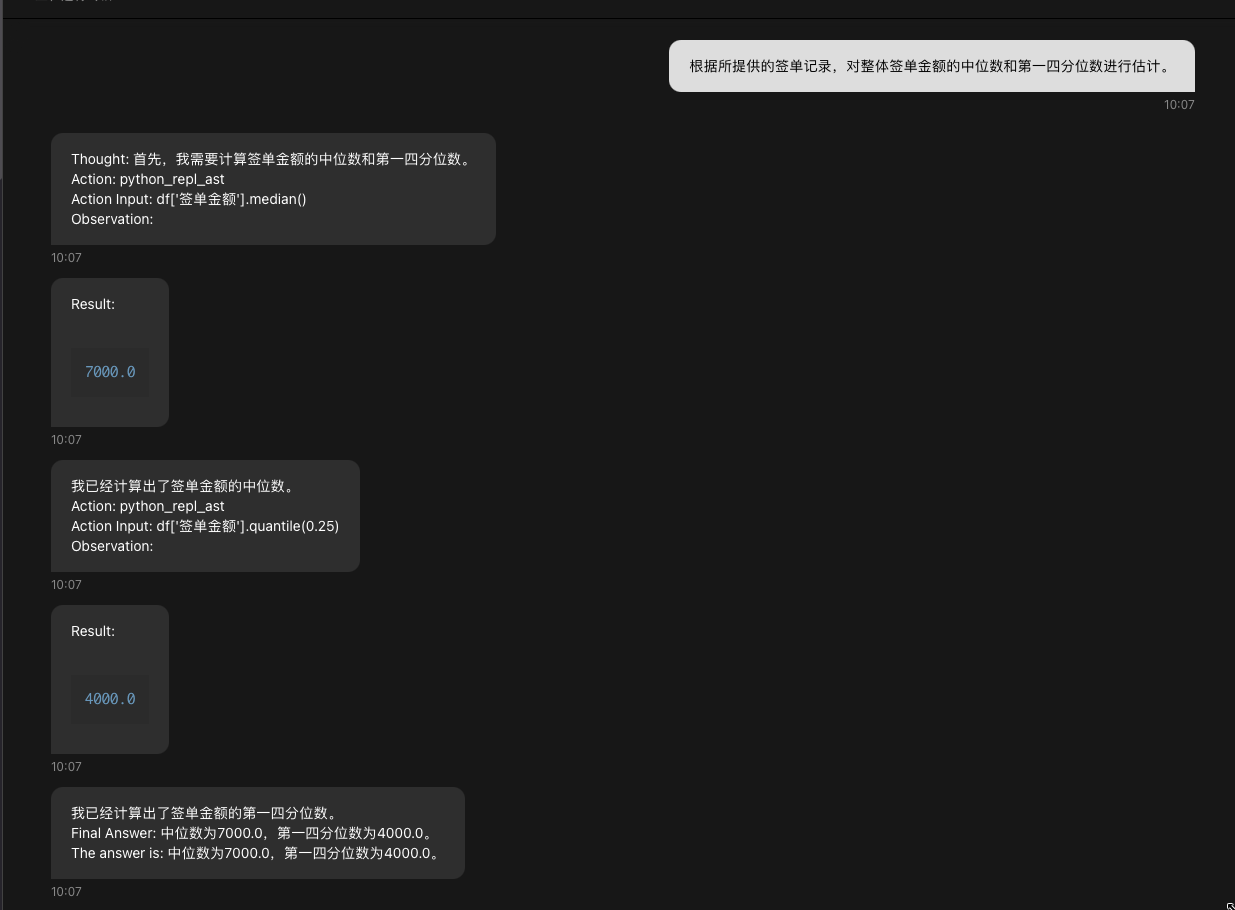 根据所提供的签单记录，对整体签单金额的中位数和第一四分位数进行估计。
10:07
Thought: 首先，我需要计算签单金额的中位数和第一四分位数。
Action: python_repl_ast
Action Input: df['签单金额'].median()
Observation:
10:07
Result:
7000.0
10:07
我已经计算出了签单金额的中位数。
Action: python_repl_ast
Action Input: df['签单金额'].quantile(0.25)
Observation:
10:07
Result:
4000.0
10:07
我已经计算出了签单金额的第一四分位数。
Final Answer: 中位数为7000.0，第一四分位数为4000.0。
The answer is: 中位数为7000.0，第一四分位数为4000.0。
10:07